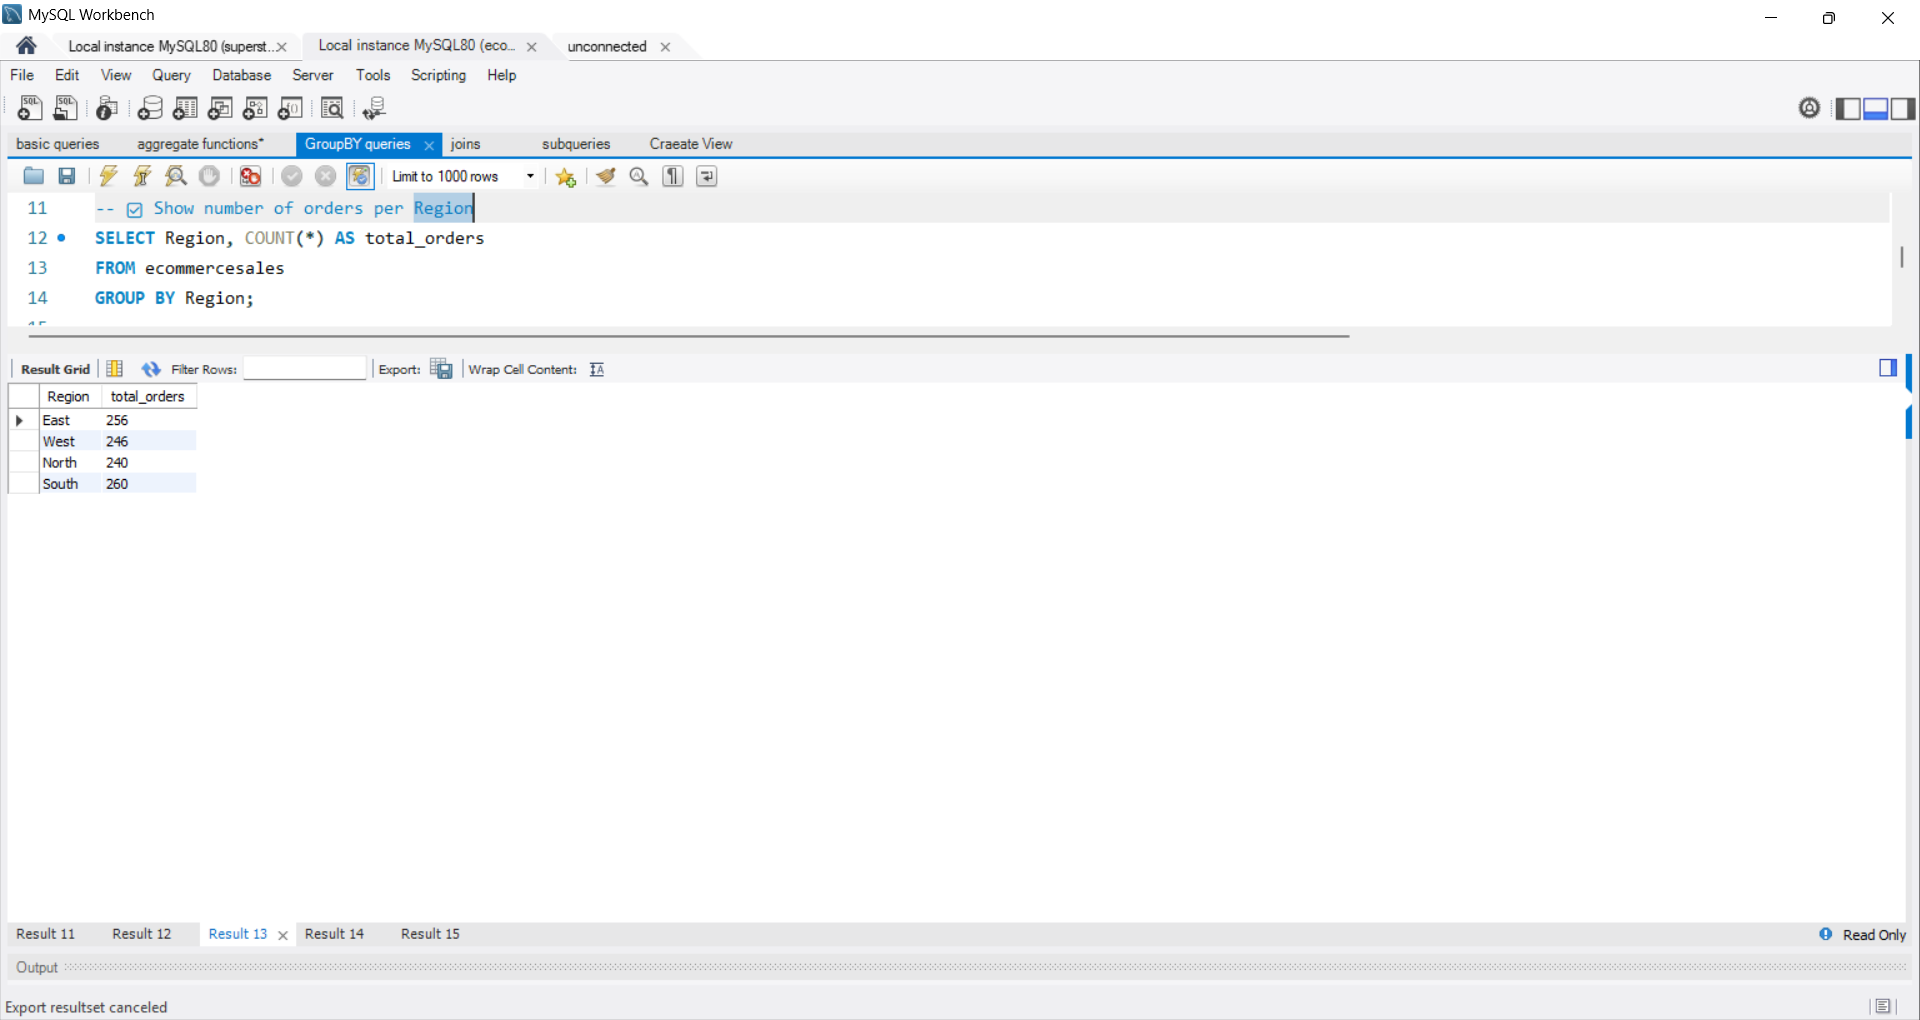 MySQL Workbench
Local instance MySQL80 (superst... Local instance MySQL80 (eco... unconnected
File Edit View Query Database Server Tools Scripting Help
basic queries aggregate functions* GroupBY queries joins subqueries Craeate View
Limit to 1000 rows
11 -- ☑ Show number of orders per Region
12 SELECT Region, COUNT(*) AS total_orders
13 FROM ecommercesales
14 GROUP BY Region;
15
Result Grid Filter Rows: Export: Wrap Cell Content:
Region total_orders
East 256
West 246
North 240
South 260
Result 11 Result 12 Result 13 Result 14 Result 15 Read Only
Output
Export resultset canceled